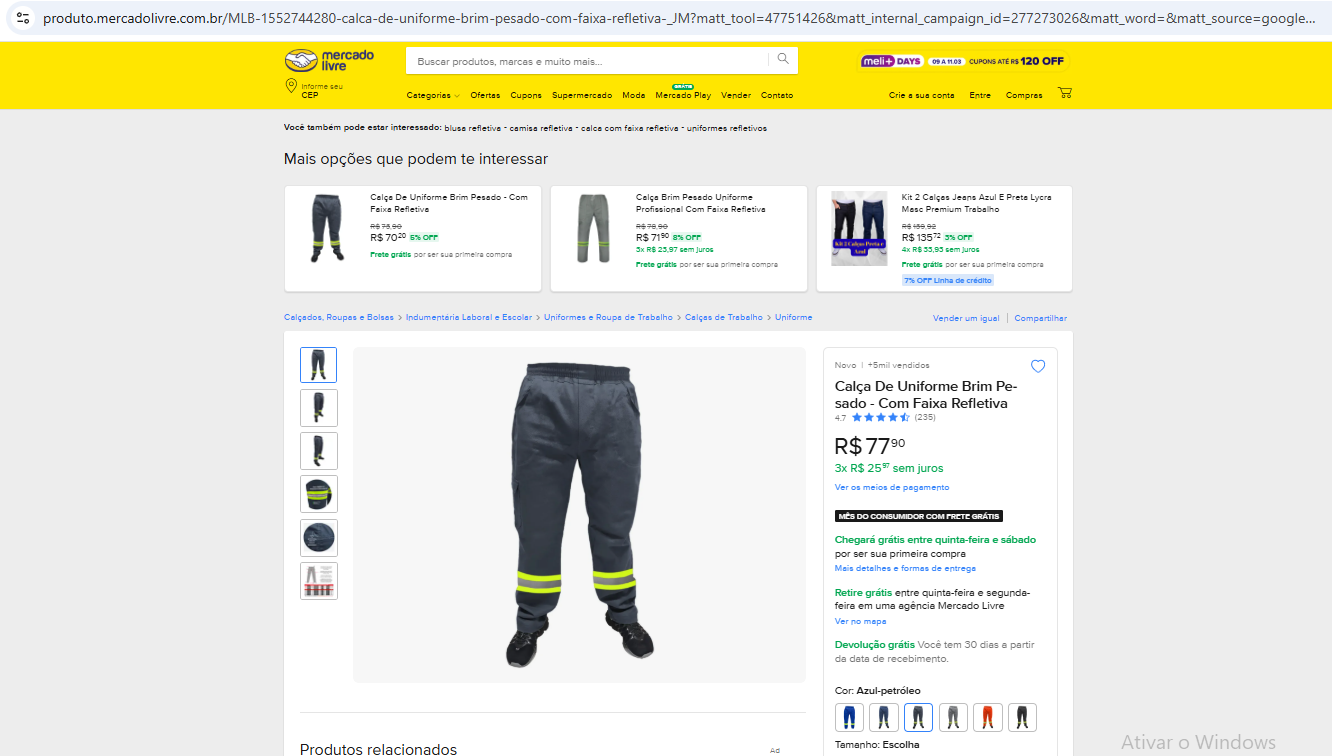 produto.mercadolivre.com.br/MLB-1552744280-calca-de-uniforme-brim-pesado-com-faixa-refletiva-_JM?matt_tool=47751426&matt_internal_campaign_id=277273026&matt_word=&matt_source=google...
mercado
livre
Buscar produtos, marcas e muito mais...
meli+ DAYS 09 A 11.03 CUPONS ATÉ R$ 120 OFF
Informe seu
CEP
GRÁTIS
Categorias Ofertas Cupons Supermercado Moda Mercado Play Vender Contato
Crie a sua conta Entre Compras
Você também pode estar interessado: blusa refletiva - camisa refletiva - calca com faixa refletiva - uniformes refletivos
Mais opções que podem te interessar
Calça De Uniforme Brim Pesado - Com
Faixa Refletiva
R$ 73,90
R$ 70 20 5% OFF
Frete grátis por ser sua primeira compra
Calça Brim Pesado Uniforme
Profissional Com Faixa Refletiva
R$ 78,90
R$ 71 90 8% OFF
3x R$ 23,97 sem juros
Frete grátis por ser sua primeira compra
Kit 2 Calças Preta e
Azul
Kit 2 Calças Jeans Azul E Preta Lycra
Masc Premium Trabalho
R$ 139,92
R$ 135 72 3% OFF
4x R$ 33,93 sem juros
Frete grátis por ser sua primeira compra
7% OFF Linha de crédito
Calçados, Roupas e Bolsas > Indumentária Laboral e Escolar > Uniformes e Roupa de Trabalho > Calças de Trabalho > Uniforme
Vender um igual | Compartilhar
Novo | +5mil vendidos
Calça De Uniforme Brim Pe-
sado - Com Faixa Refletiva
4.7 (235)
R$ 77 90
3x R$ 25 97 sem juros
Ver os meios de pagamento
MÊS DO CONSUMIDOR COM FRETE GRÁTIS
Chegará grátis entre quinta-feira e sábado
por ser sua primeira compra
Mais detalhes e formas de entrega
Retire grátis entre quinta-feira e segunda-
feira em uma agência Mercado Livre
Ver no mapa
Devolução grátis Você tem 30 dias a partir
da data de recebimento.
Cor: Azul-petróleo
Tamanho: Escolha
Produtos relacionados
Ad
Ativar o Windows